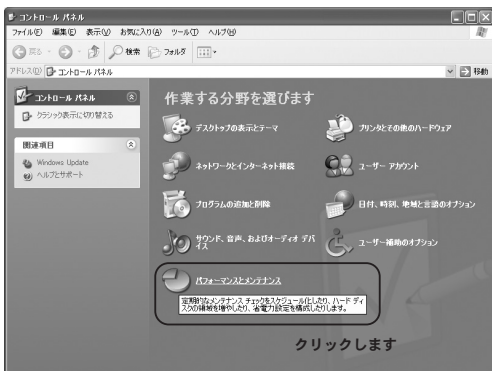 コントロール パネル
ファイル(F) 編集(E) 表示(V) お気に入り(A) ツール(T) ヘルプ(H)
戻る 検索 フォルダ
アドレス(D) コントロール パネル 移動
コントロール パネル
クラシック表示に切り替える
関連項目
Windows Update
ヘルプとサポート
作業する分野を選びます
デスクトップの表示とテーマ
プリンタとその他のハードウェア
ネットワークとインターネット接続
ユーザー アカウント
プログラムの追加と削除
日付、時刻、地域と言語のオプション
サウンド、音声、およびオーディオ デバ
イス
ユーザー補助のオプション
パフォーマンスとメンテナンス
定期的なメンテナンス チェックをスケジュール化したり、ハード ディ
スクの領域を増やしたり、省電力設定を構成したりします。
クリックします